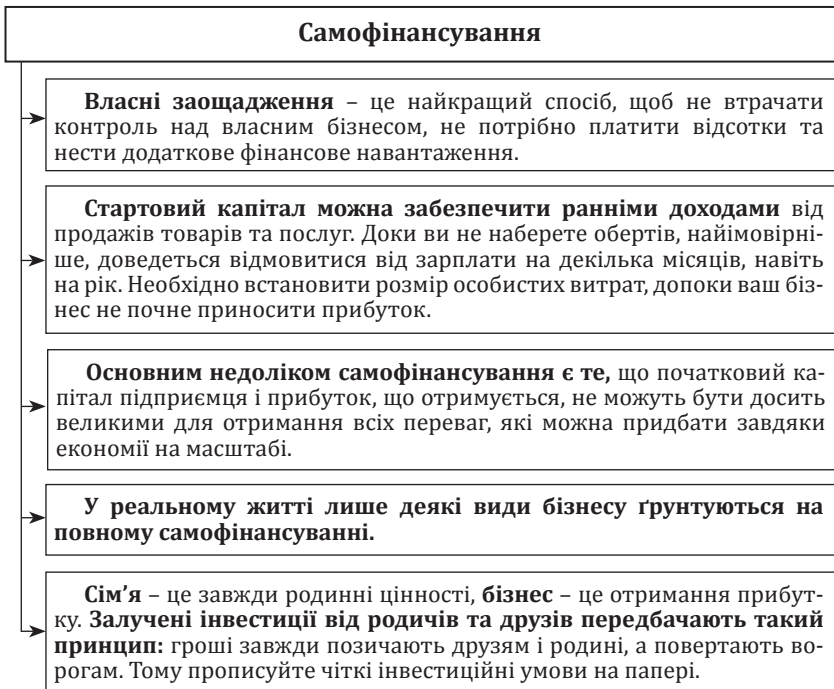 Самофінансування
Власні заощадження – це найкращий спосіб, щоб не втрачати
контроль над власним бізнесом, не потрібно платити відсотки та
нести додаткове фінансове навантаження.
Стартовий капітал можна забезпечити ранніми доходами від
продажів товарів та послуг. Доки ви не наберете обертів, найімовірні-
ше, доведеться відмовитися від зарплати на декілька місяців, навіть
на рік. Необхідно встановити розмір особистих витрат, допоки ваш біз-
нес не почне приносити прибуток.
Основним недоліком самофінансування є те, що початковий ка-
пітал підприємця і прибуток, що отримується, не можуть бути досить
великими для отримання всіх переваг, які можна придбати завдяки
економії на масштабі.
У реальному житті лише деякі види бізнесу ґрунтуються на
повному самофінансуванні.
Сім’я – це завжди родинні цінності, бізнес – це отримання прибут-
ку. Залучені інвестиції від родичів та друзів передбачають такий
принцип: гроші завжди позичають друзям і родині, а повертають во-
рогам. Тому прописуйте чіткі інвестиційні умови на папері.